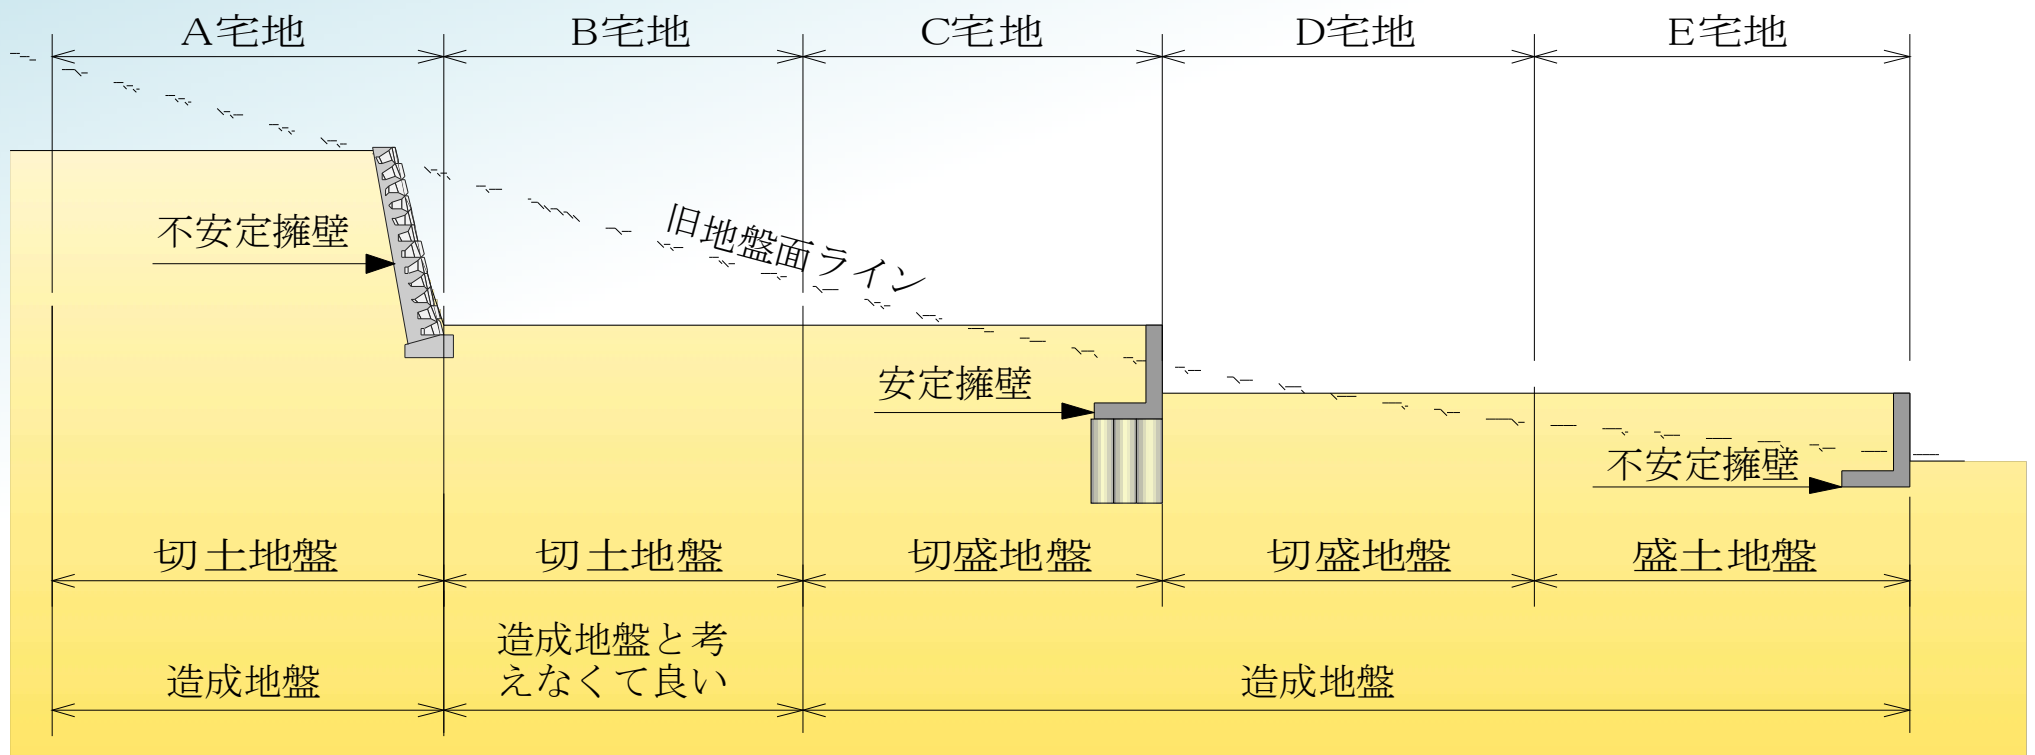 A宅地
B宅地
C宅地
D宅地
E宅地
不安定擁壁
旧地盤面ライン
安定擁壁
不安定擁壁
切土地盤
切土地盤
切盛地盤
切盛地盤
盛土地盤
造成地盤
造成地盤と考
えなくて良い
造成地盤